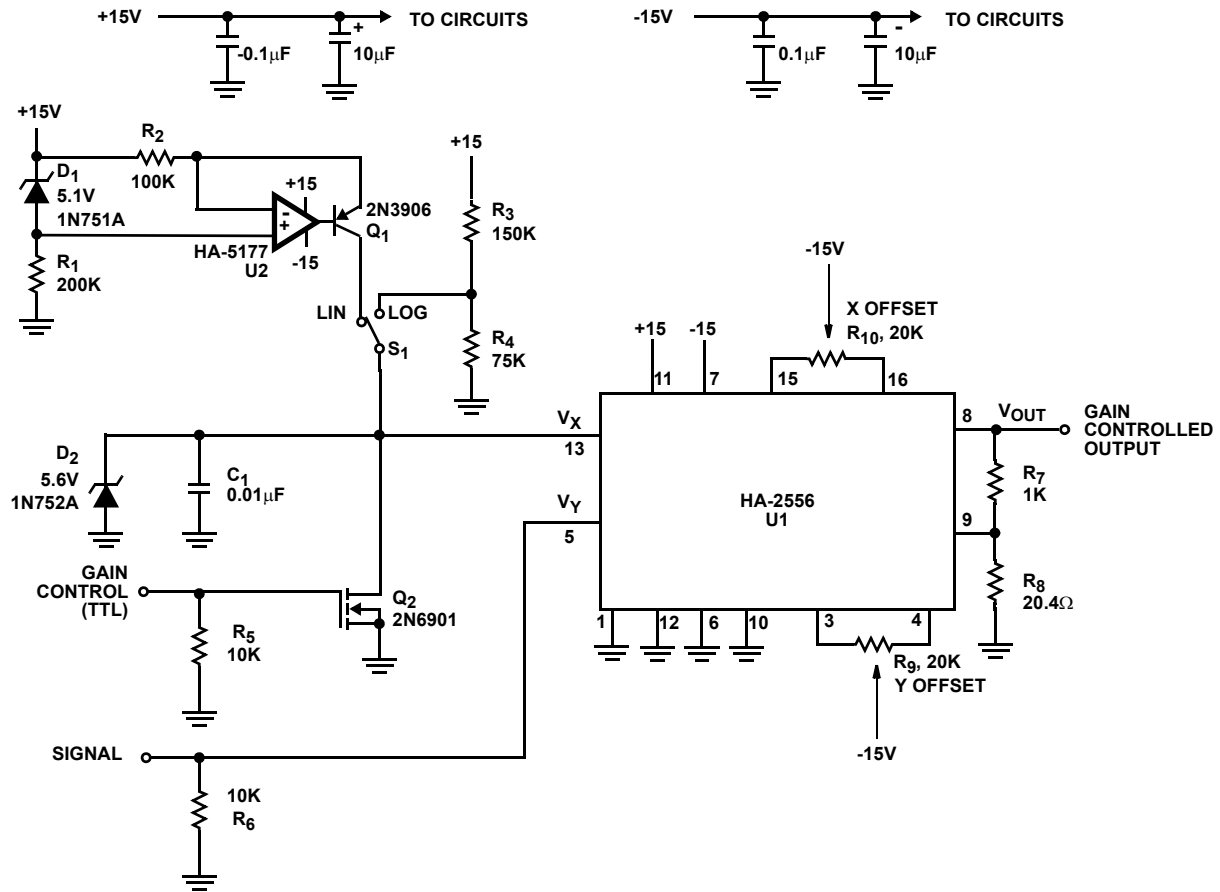 +15V
TO CIRCUITS
-0.1μF
+
10μF
-15V
TO CIRCUITS
0.1μF
-
10μF
+15V
R2
100K
D1
5.1V
1N751A
R1
200K
+15
-
+
-15
HA-5177
U2
2N3906
Q1
+15
R3
150K
R4
75K
LIN
LOG
S1
-15V
X OFFSET
R10, 20K
+15
-15
11
7
15
16
VX
13
VY
5
HA-2556
U1
8
VOUT
GAIN
CONTROLLED
OUTPUT
9
R7
1K
R8
20.4Ω
1
12
6
10
3
4
R9, 20K
Y OFFSET
-15V
D2
5.6V
1N752A
C1
0.01μF
GAIN
CONTROL
(TTL)
R5
10K
Q2
2N6901
SIGNAL
10K
R6